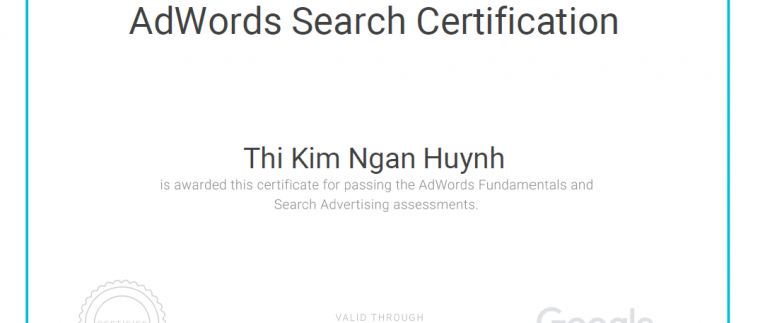 AdWords Search Certification
Thi Kim Ngan Huynh
is awarded this certificate for passing the AdWords Fundamentals and
Search Advertising assessments.
VALID THROUGH
Google